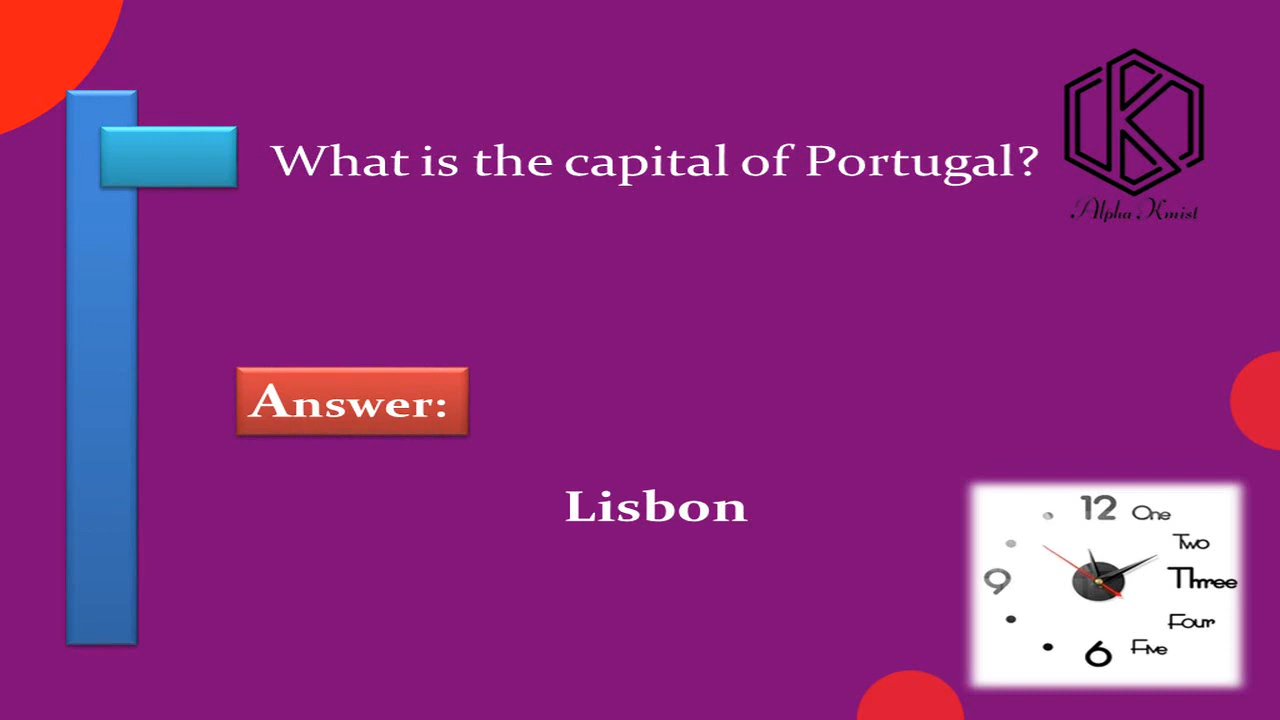 What is the capital of Portugal?
Alpha Kmist
Answer:
Lisbon
12 One
Two
9 Three
Four
6 Five